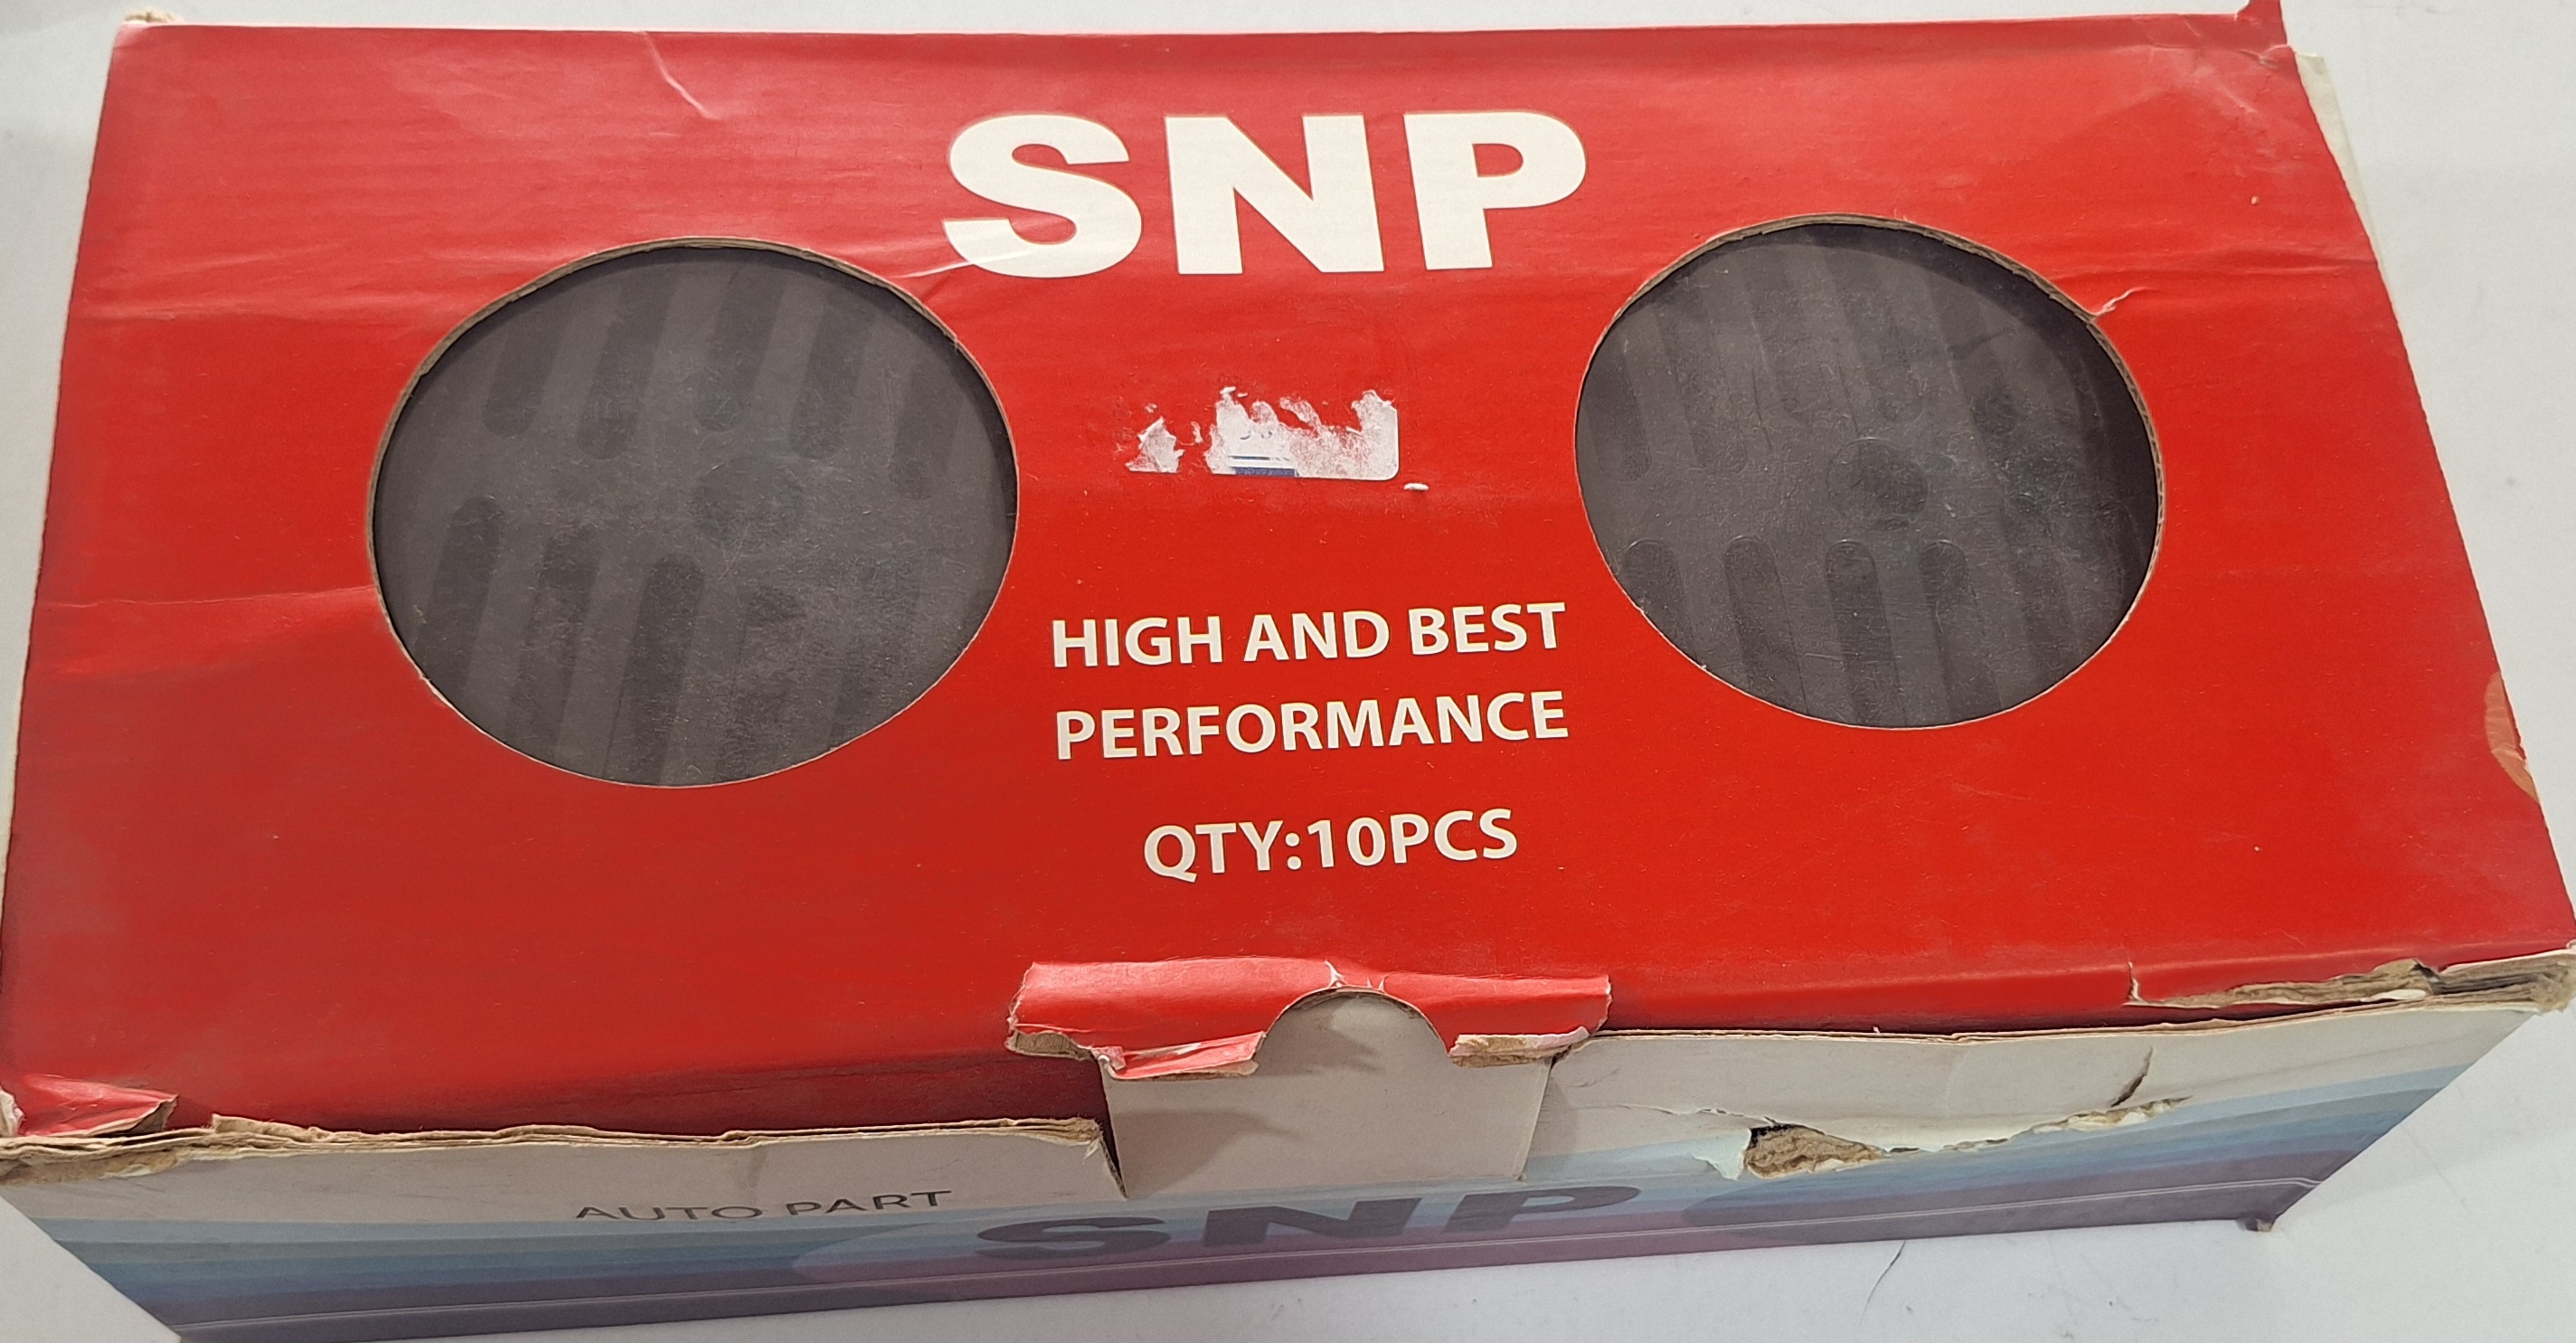 SNP
HIGH AND BEST
PERFORMANCE
QTY:10PCS
AUTO PART
SNP